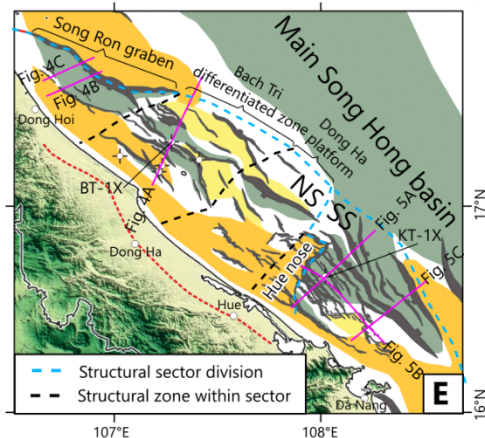 Song Ron graben
Main Song Hong basin
Bach Tri
differentiated zone
Dong Ha
platform
Fig. 4C
Fig. 4B
Dong Hoi
17°N
BT-1X
Fig. 4A
NS
SS
Fig. 5A
KT-1X
Fig. 5C
Dong Ha
Hue nose
Hue
Fig. 5B
Structural sector division
Structural zone within sector
E
Da Nang
16°N
107°E
108°E